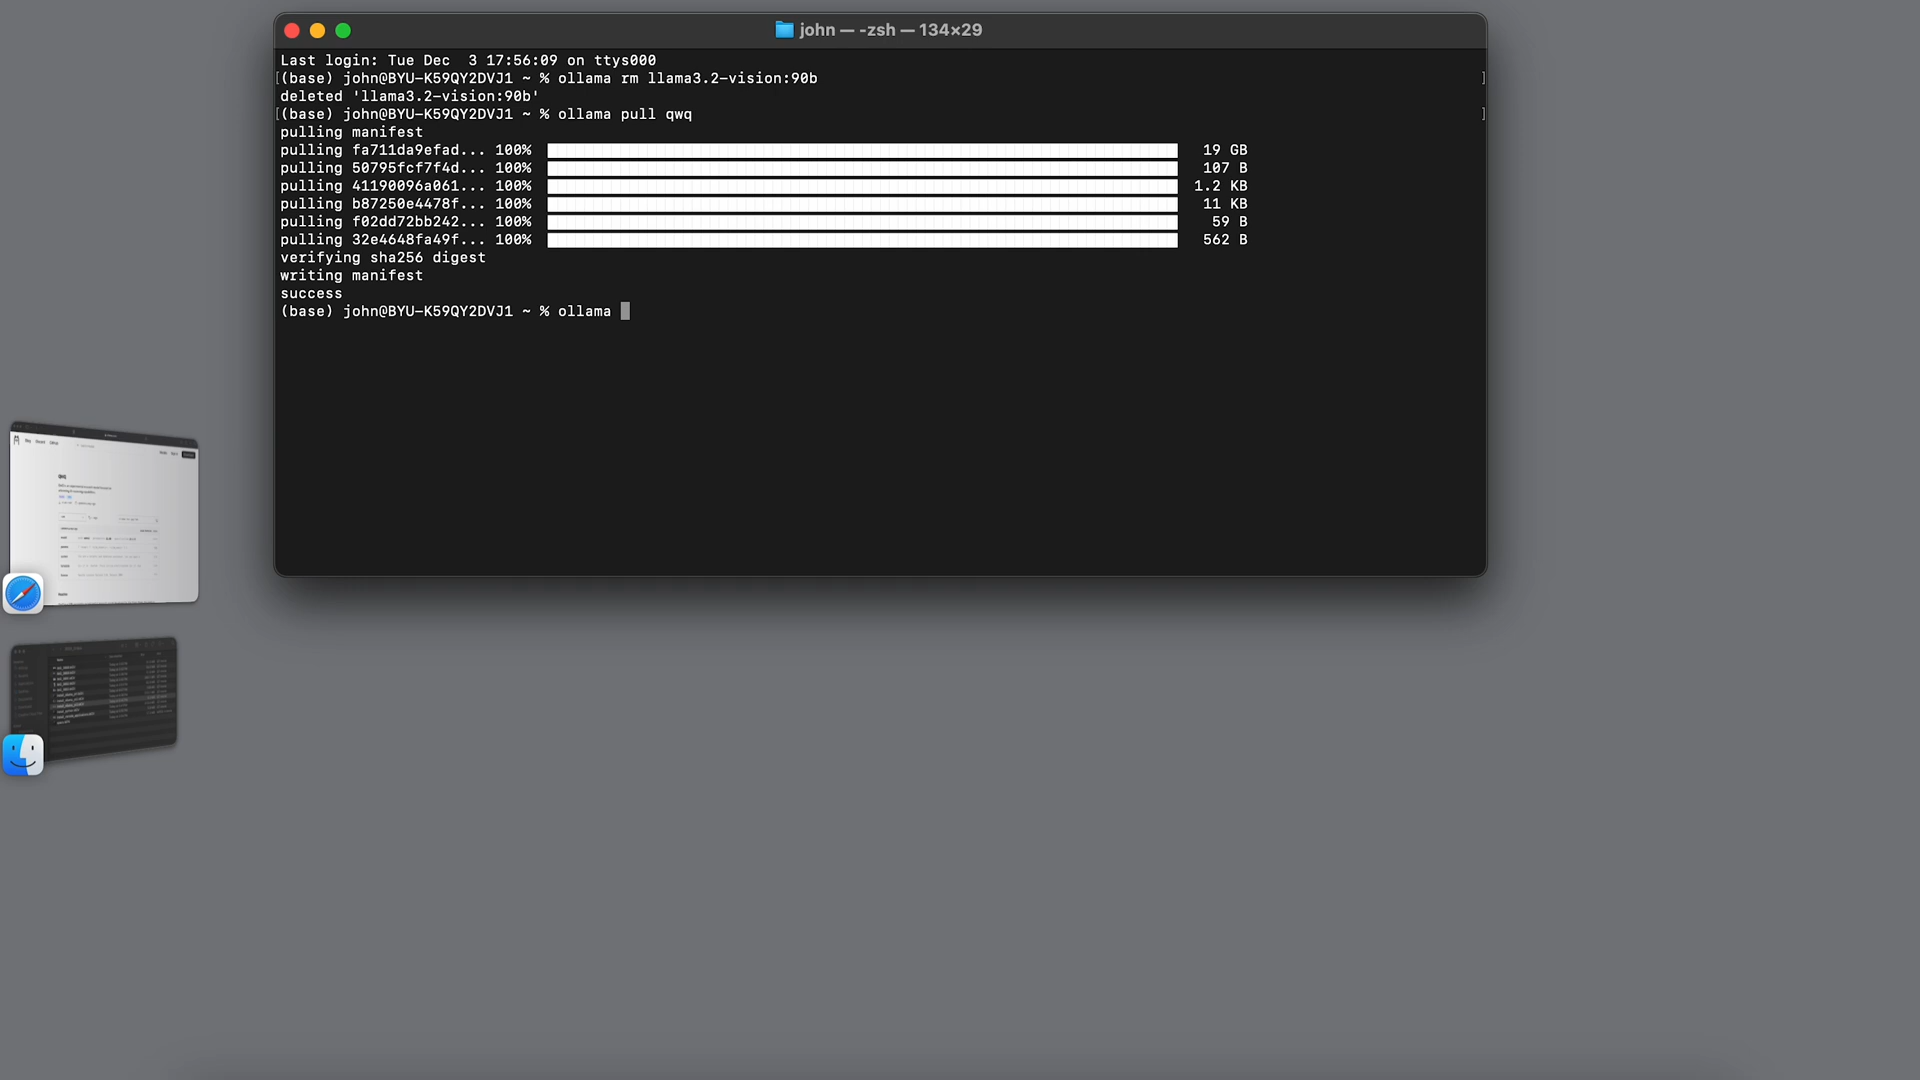 john — -zsh — 134×29
Last login: Tue Dec  3 17:56:09 on ttys000
[(base) john@BYU-K59QY2DVJ1 ~ % ollama rm llama3.2-vision:90b ]
deleted 'llama3.2-vision:90b'
[(base) john@BYU-K59QY2DVJ1 ~ % ollama pull qwq ]
pulling manifest
pulling fa711da9efad... 100% 19 GB
pulling 50795fcf7f4d... 100% 107 B
pulling 41190096a061... 100% 1.2 KB
pulling b87250e4478f... 100% 11 KB
pulling f02dd72bb242... 100% 59 B
pulling 32e4648fa49f... 100% 562 B
verifying sha256 digest
writing manifest
success
(base) john@BYU-K59QY2DVJ1 ~ % ollama